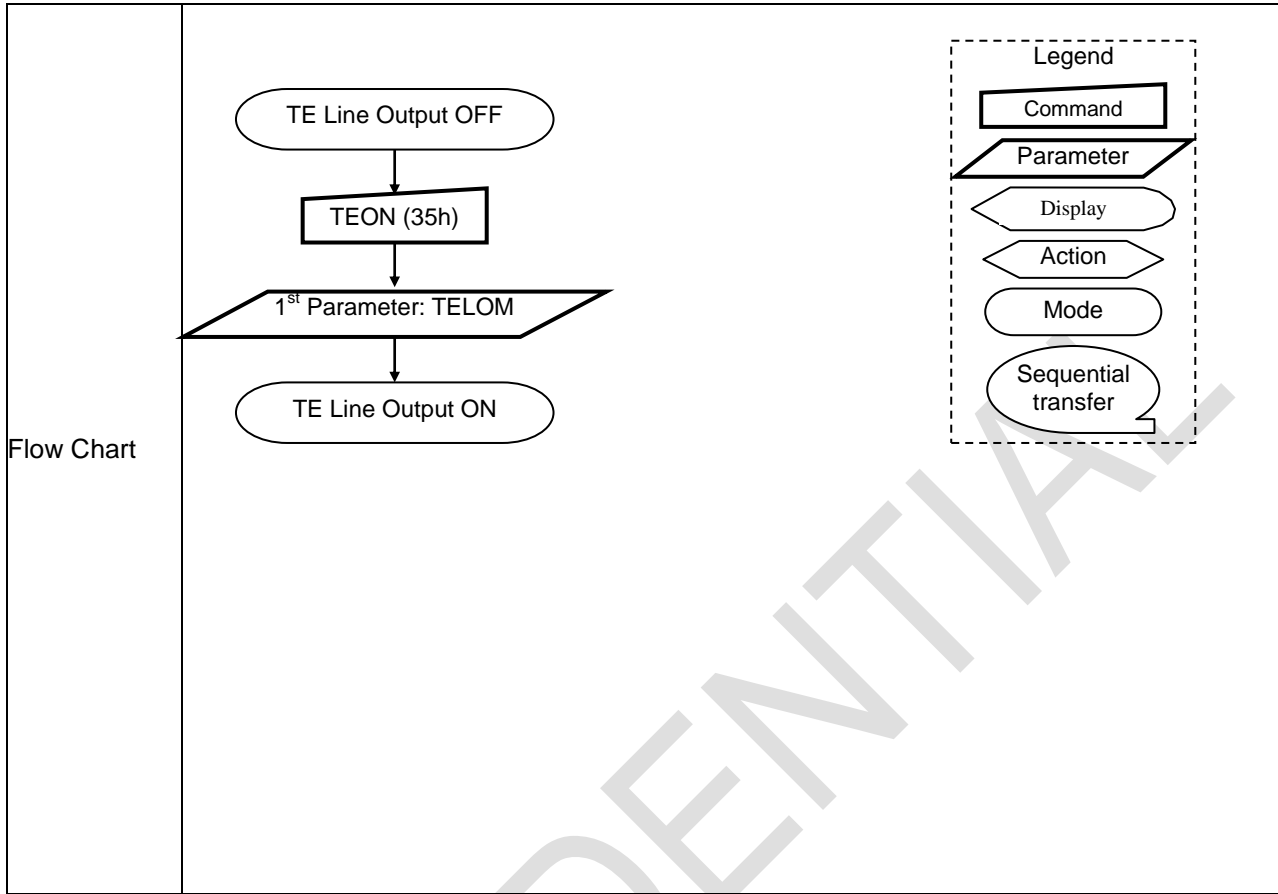 Flow Chart
TE Line Output OFF
TEON (35h)
1st Parameter: TELOM
TE Line Output ON
Legend
Command
Parameter
Display
Action
Mode
Sequential
transfer
DENTIAL